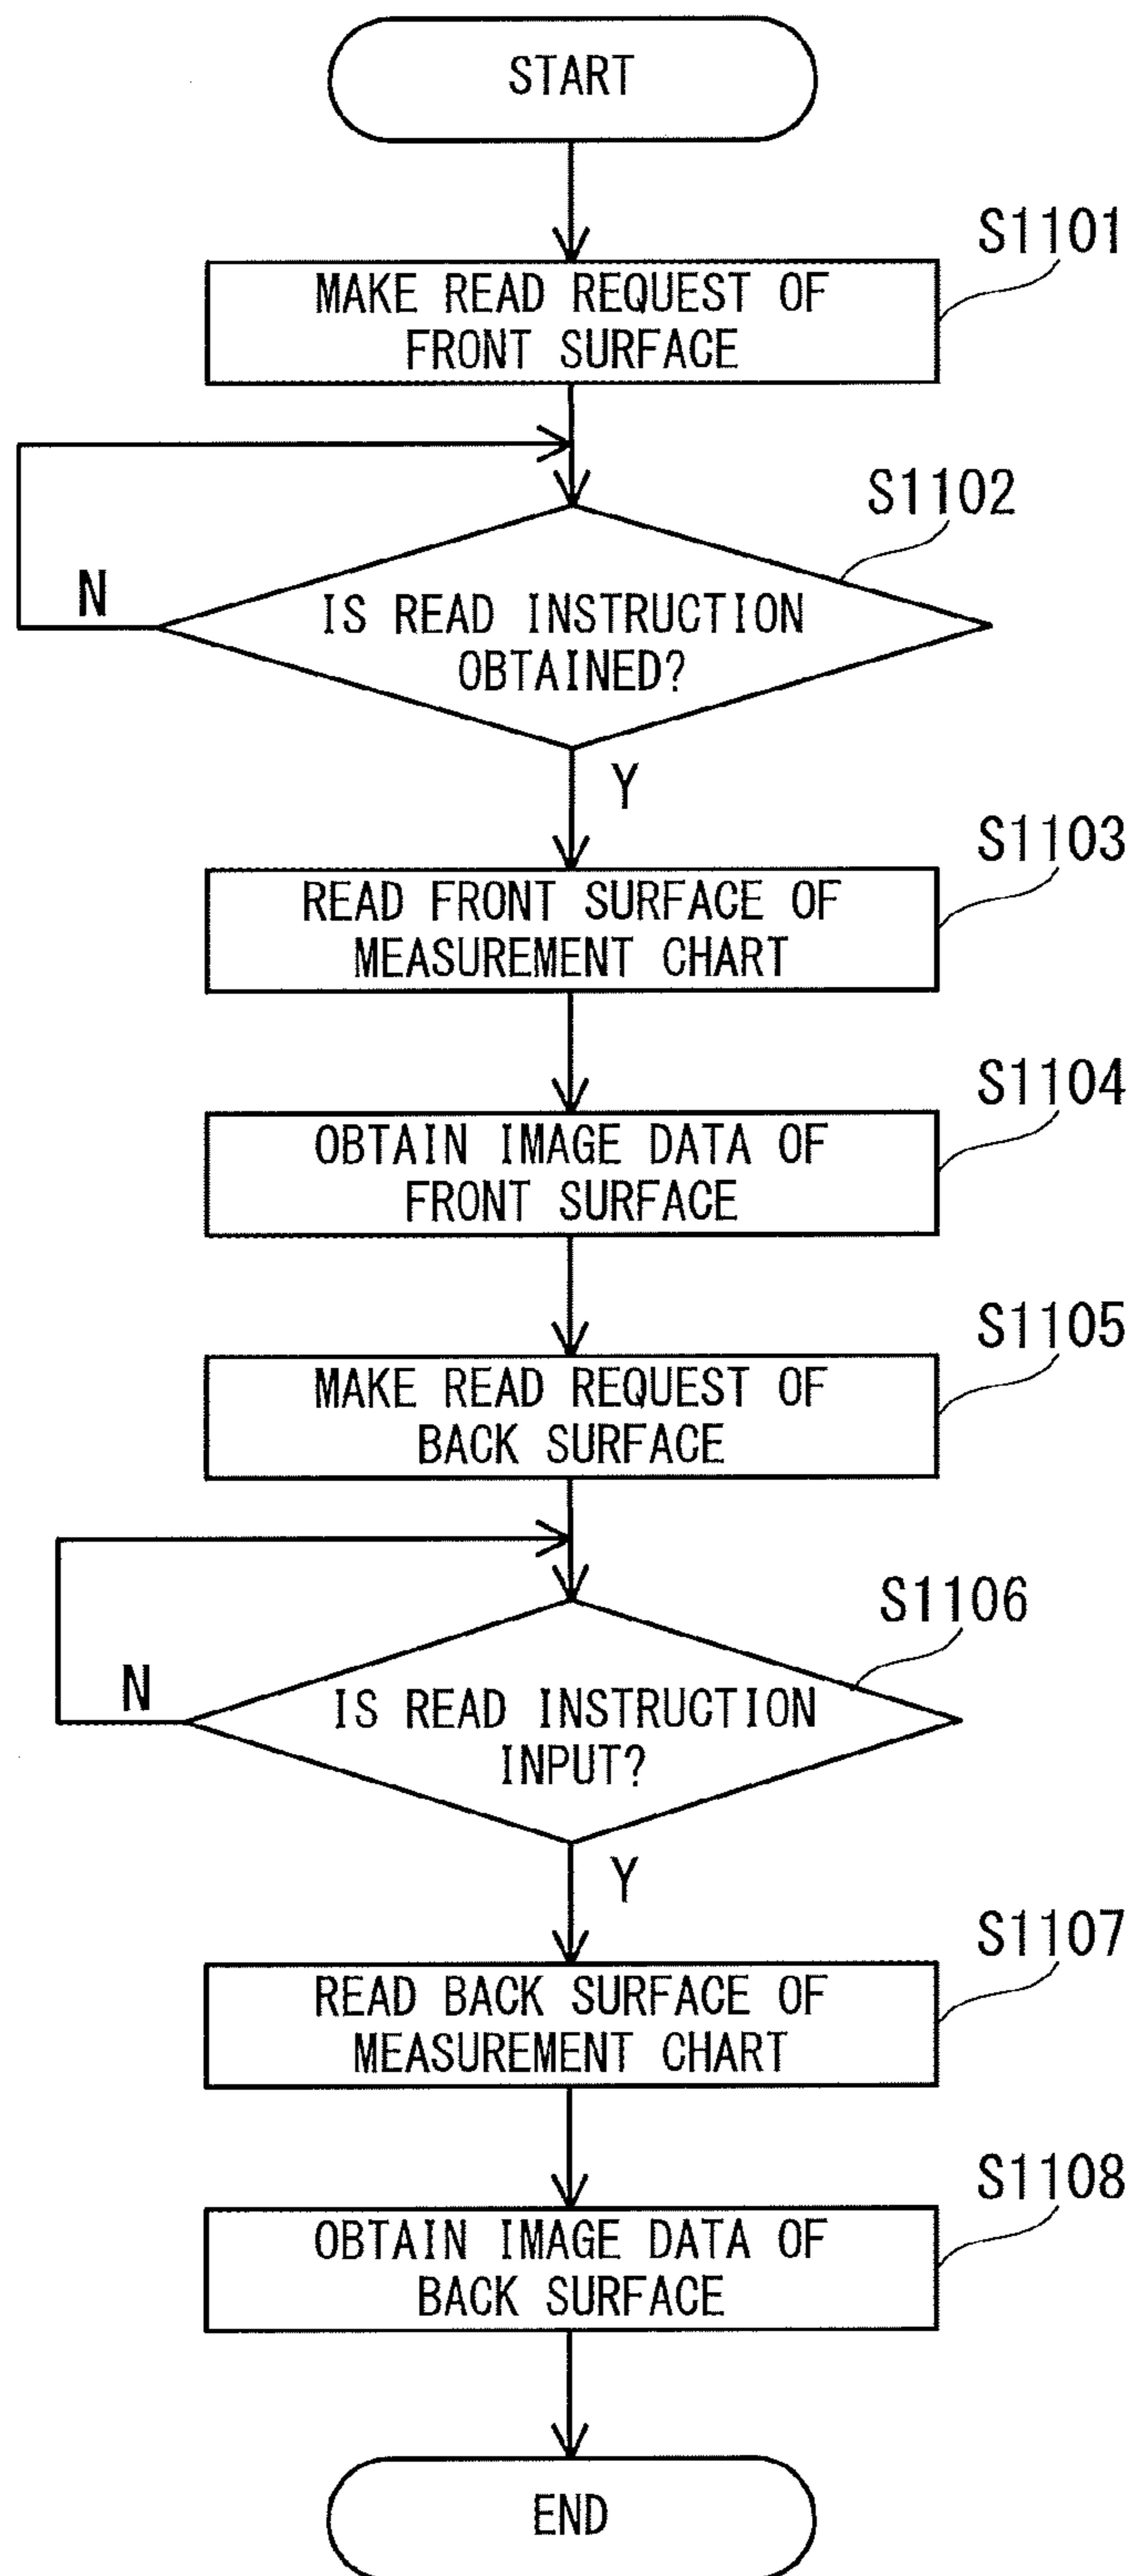 START
S1101
MAKE READ REQUEST OF
FRONT SURFACE
S1102
N
IS READ INSTRUCTION
OBTAINED?
Y
S1103
READ FRONT SURFACE OF
MEASUREMENT CHART
S1104
OBTAIN IMAGE DATA OF
FRONT SURFACE
S1105
MAKE READ REQUEST OF
BACK SURFACE
S1106
N
IS READ INSTRUCTION
INPUT?
Y
S1107
READ BACK SURFACE OF
MEASUREMENT CHART
S1108
OBTAIN IMAGE DATA OF
BACK SURFACE
END